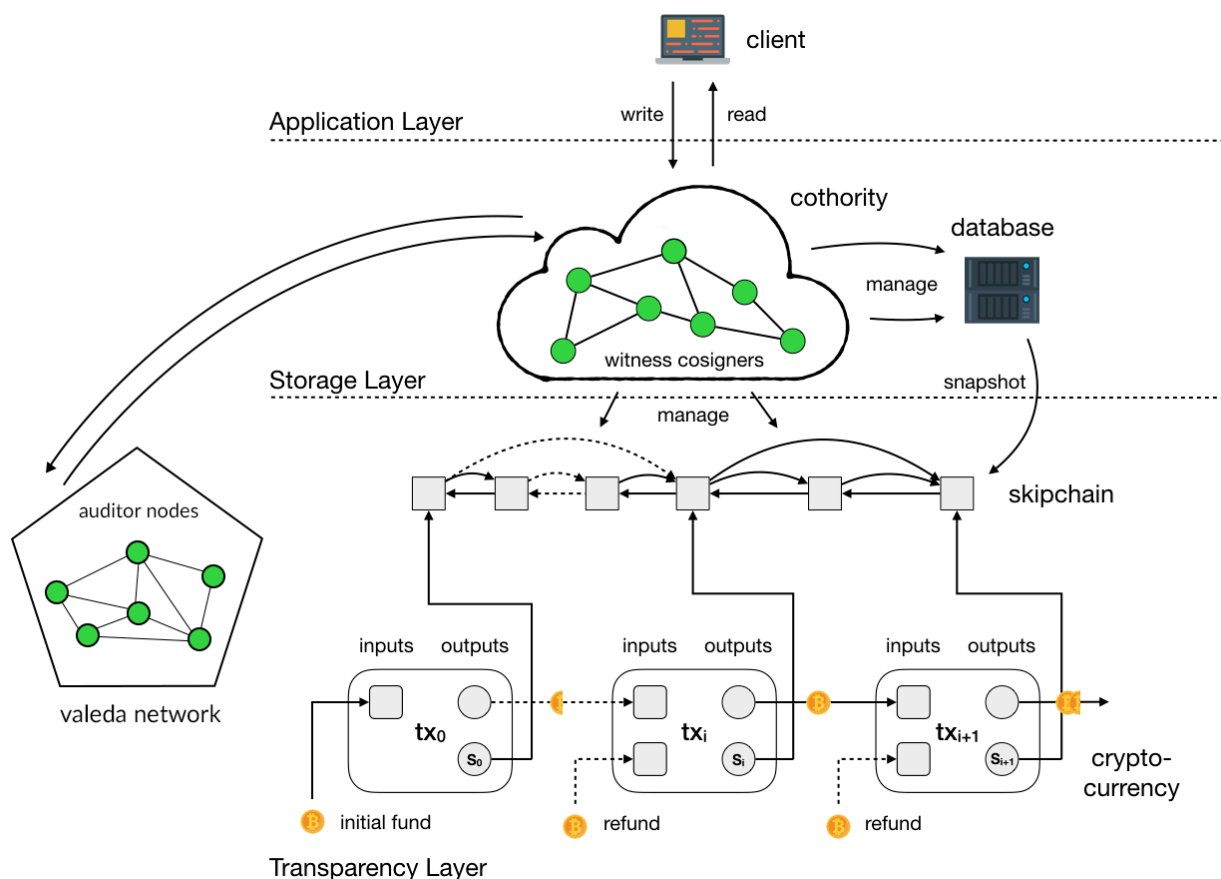 client
write
read
Application Layer
cothority
database
manage
witness cosigners
Storage Layer
snapshot
manage
skipchain
auditor nodes
valeda network
inputs outputs
inputs outputs
inputs outputs
tx0
S0
txi
Si
txi+1
Si+1
crypto-
currency
initial fund
refund
refund
Transparency Layer